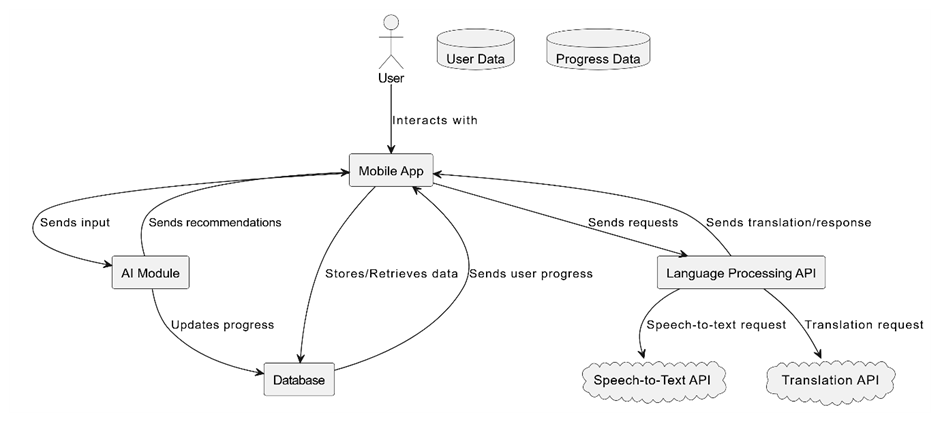 User Data
Progress Data
User
Interacts with
Mobile App
Sends input
Sends recommendations
Sends requests
Sends translation/response
AI Module
Stores/Retrieves data
Sends user progress
Language Processing API
Updates progress
Speech-to-text request
Translation request
Database
Speech-to-Text API
Translation API